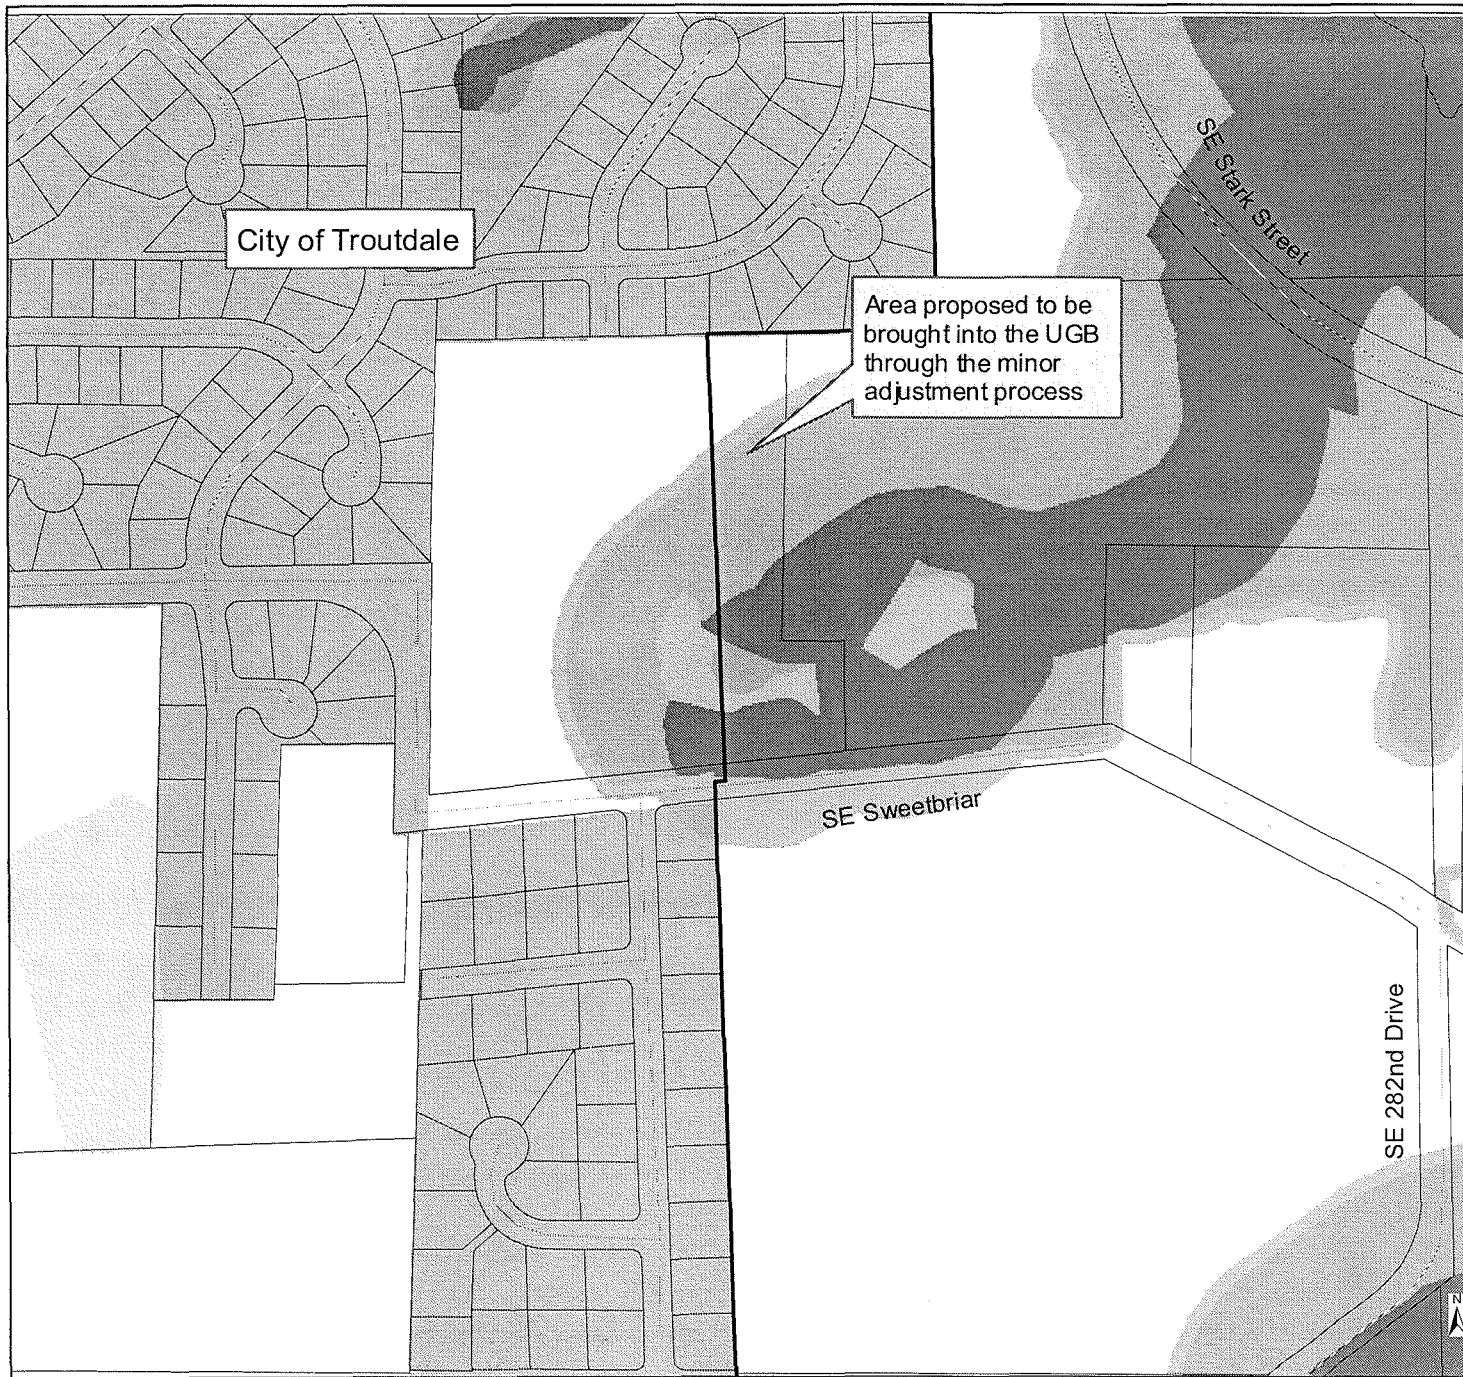 SE Stark Street
City of Troutdale
Area proposed to be
brought into the UGB
through the minor
adjustment process
SE Sweetbriar
SE 282nd Drive
N